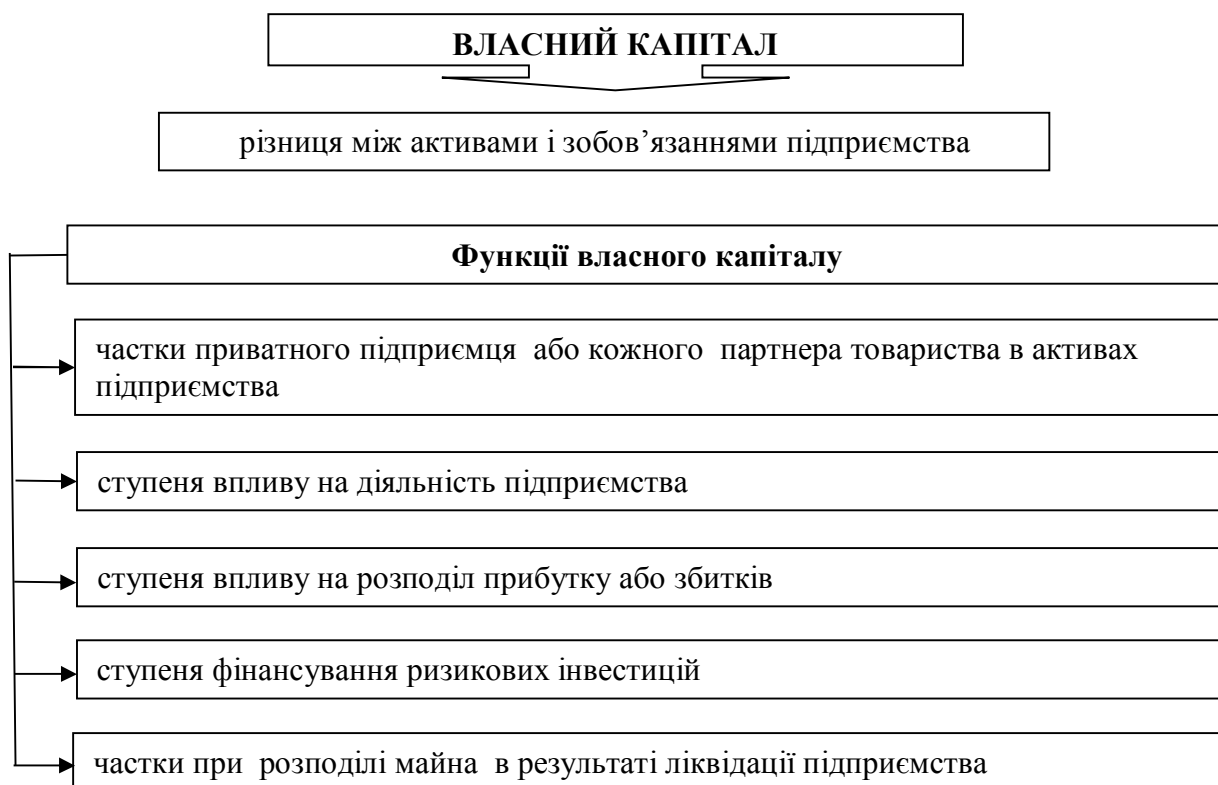 ВЛАСНИЙ КАПІТАЛ
різниця між активами і зобов’язаннями підприємства
Функції власного капіталу
частки приватного підприємця або кожного партнера товариства в активах
підприємства
ступеня впливу на діяльність підприємства
ступеня впливу на розподіл прибутку або збитків
ступеня фінансування ризикових інвестицій
частки при розподілі майна в результаті ліквідації підприємства